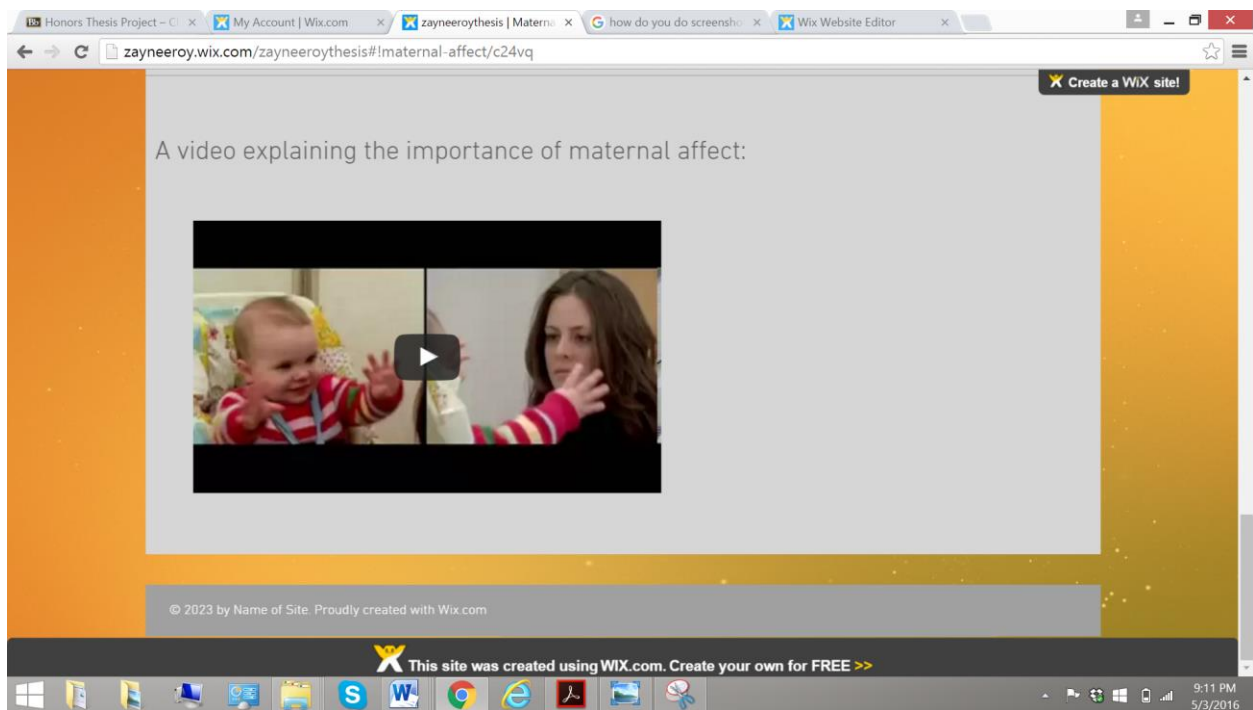 Honors Thesis Project – Cl
My Account | Wix.com
zayneeroythesis | Materna
how do you do screensho
Wix Website Editor
zayneeroy.wix.com/zayneeroythesis#!maternal-affect/c24vq
Create a WiX site!
A video explaining the importance of maternal affect:
© 2023 by Name of Site. Proudly created with Wix.com
This site was created using WIX.com. Create your own for FREE >>
9:11 PM
5/3/2016